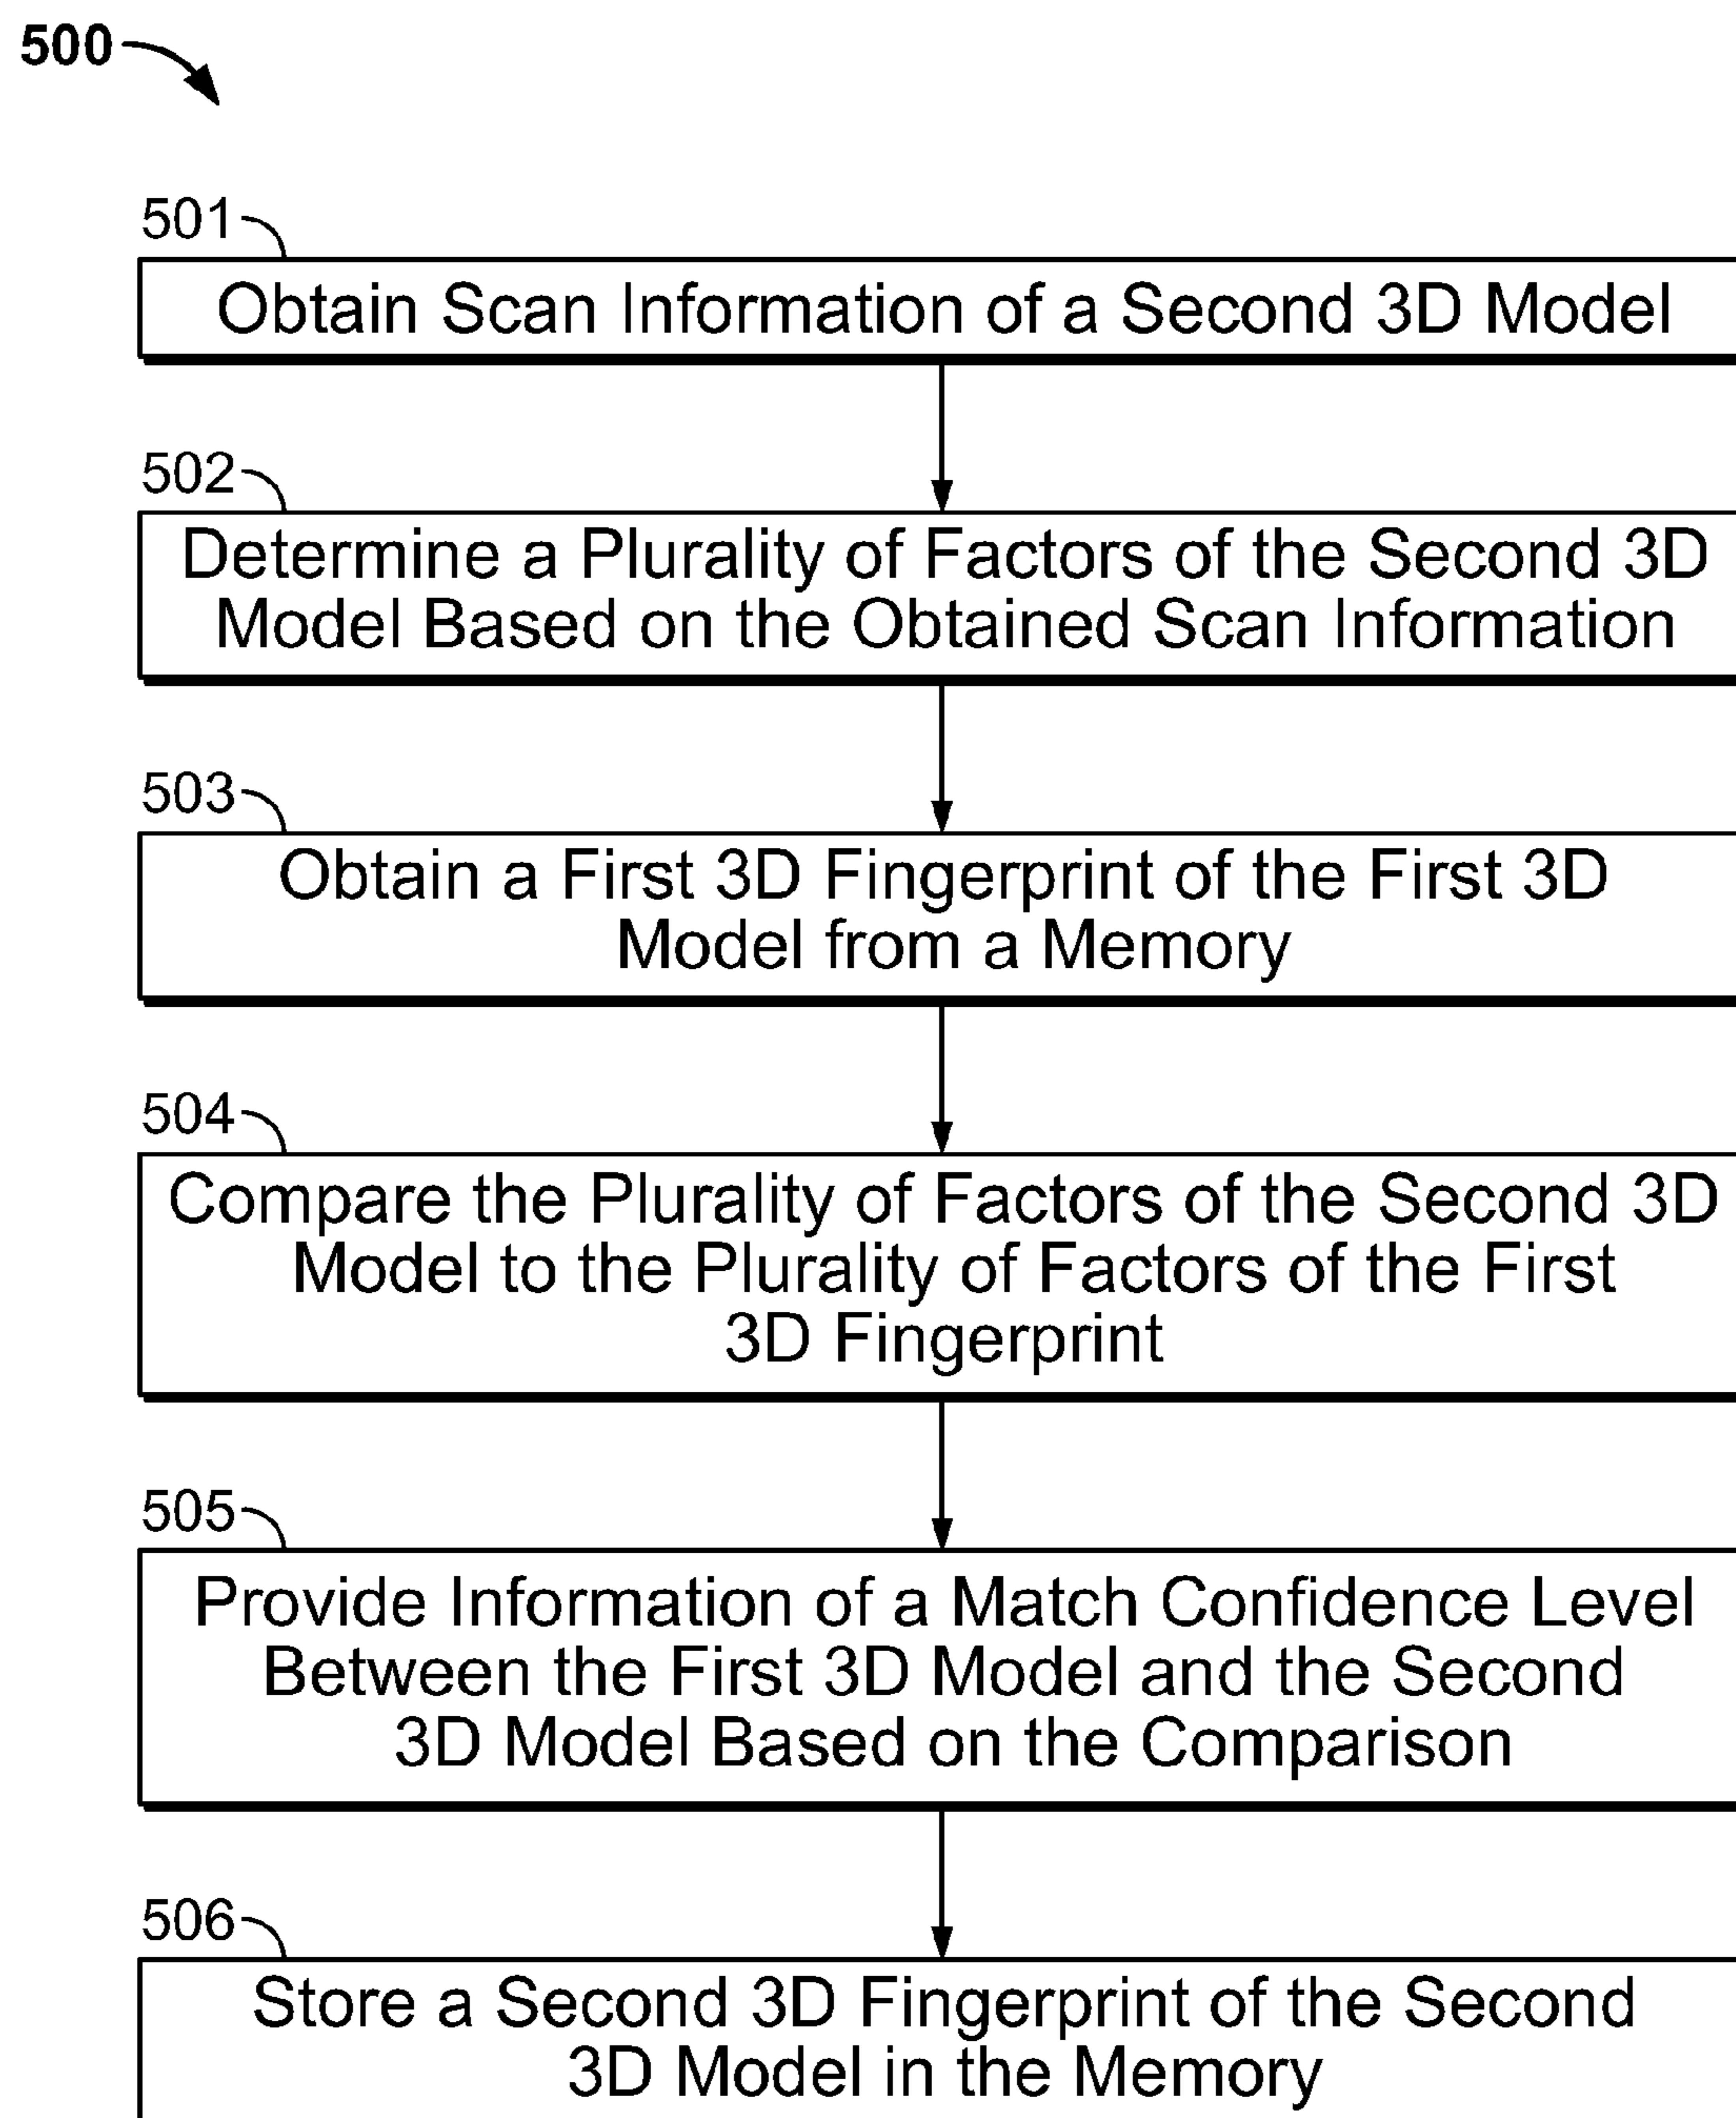 500
501
Obtain Scan Information of a Second 3D Model
502
Determine a Plurality of Factors of the Second 3D
Model Based on the Obtained Scan Information
503
Obtain a First 3D Fingerprint of the First 3D
Model from a Memory
504
Compare the Plurality of Factors of the Second 3D
Model to the Plurality of Factors of the First
3D Fingerprint
505
Provide Information of a Match Confidence Level
Between the First 3D Model and the Second
3D Model Based on the Comparison
506
Store a Second 3D Fingerprint of the Second
3D Model in the Memory